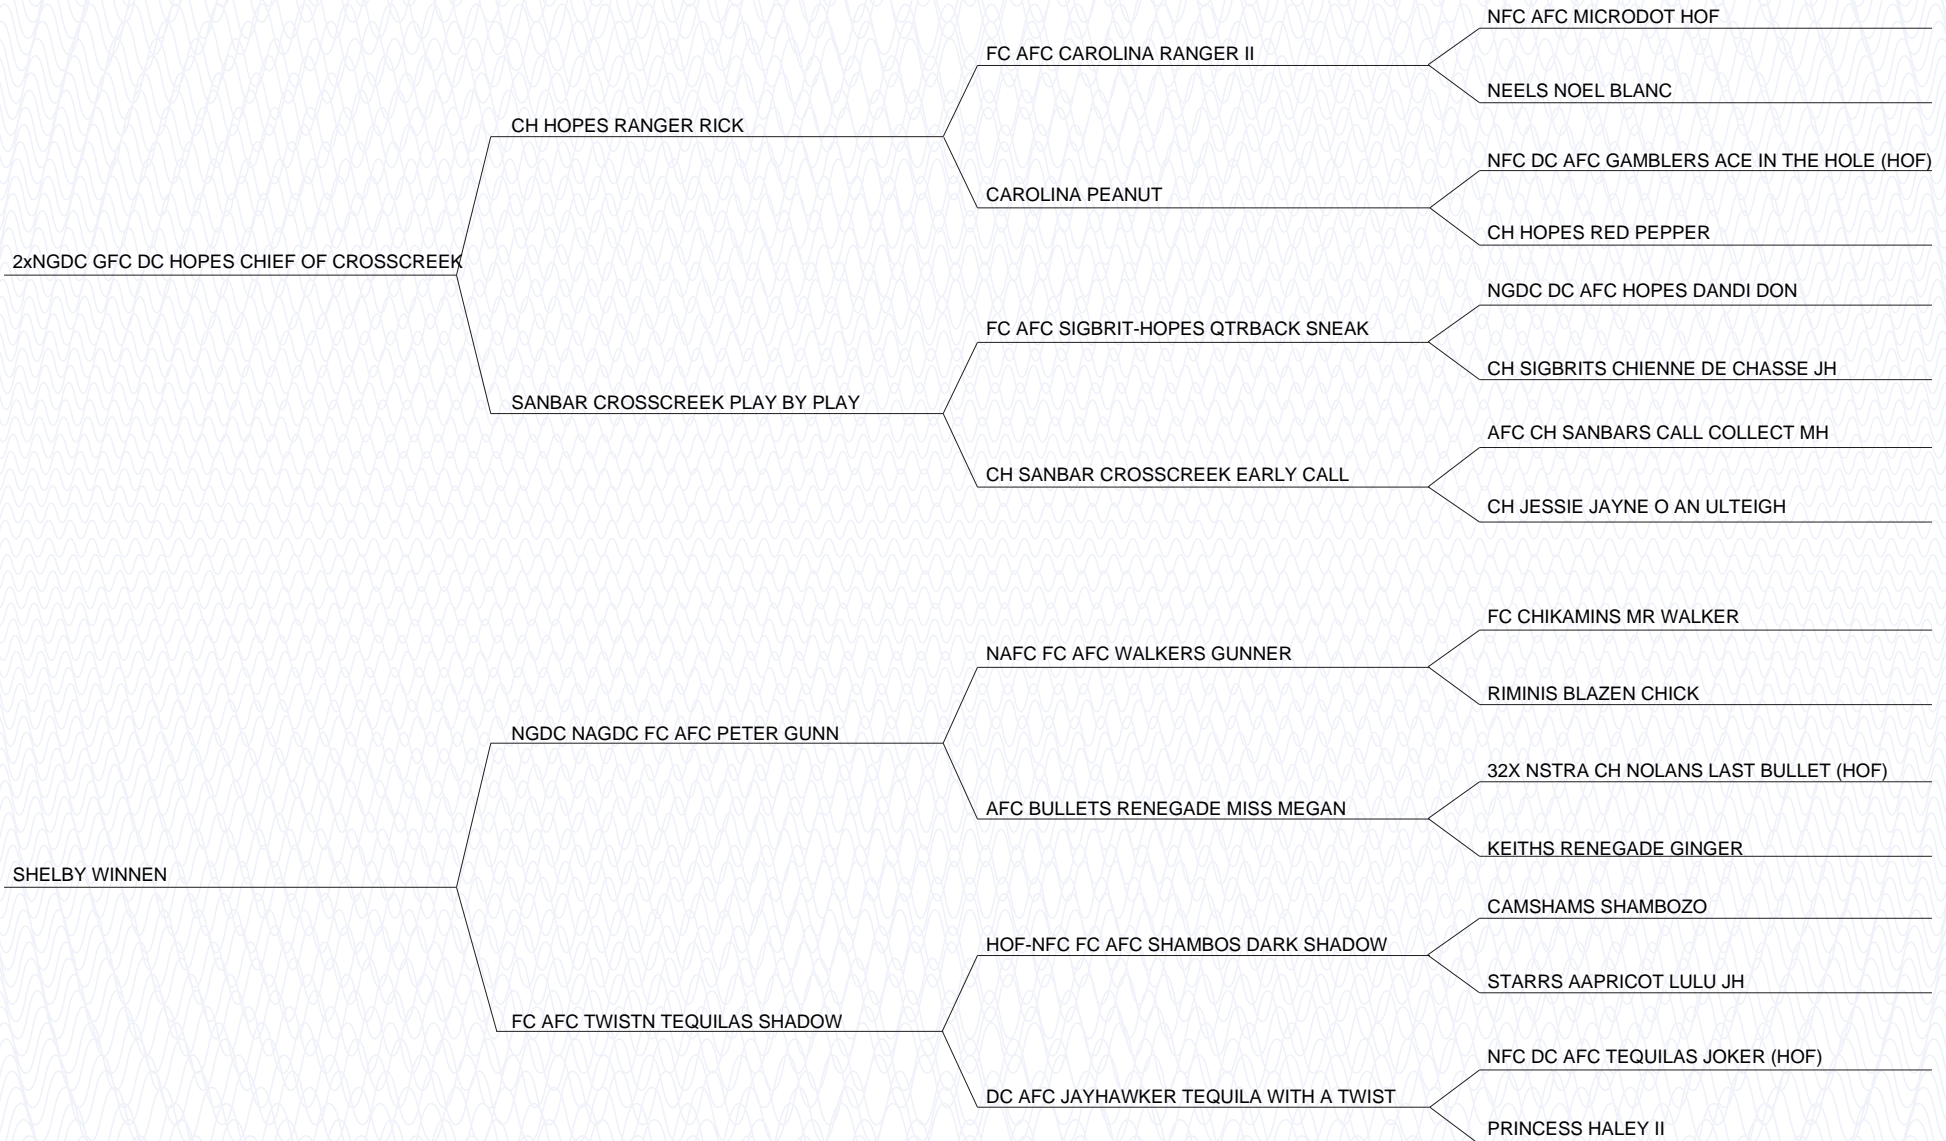 NFC AFC MICRODOT HOF
FC AFC CAROLINA RANGER II
NEELS NOEL BLANC
CH HOPES RANGER RICK
NFC DC AFC GAMBLERS ACE IN THE HOLE (HOF)
CAROLINA PEANUT
CH HOPES RED PEPPER
2xNGDC GFC DC HOPES CHIEF OF CROSSCREEK
NGDC DC AFC HOPES DANDI DON
FC AFC SIGBRIT-HOPES QTRBACK SNEAK
CH SIGBRITS CHIENNE DE CHASSE JH
SANBAR CROSSCREEK PLAY BY PLAY
AFC CH SANBARS CALL COLLECT MH
CH SANBAR CROSSCREEK EARLY CALL
CH JESSIE JAYNE O AN ULTEIGH
FC CHIKAMINS MR WALKER
NAFC FC AFC WALKERS GUNNER
RIMINIS BLAZEN CHICK
NGDC NAGDC FC AFC PETER GUNN
32X NSTRA CH NOLANS LAST BULLET (HOF)
AFC BULLETS RENEGADE MISS MEGAN
KEITHS RENEGADE GINGER
SHELBY WINNEN
CAMSHAMS SHAMBOZO
HOF-NFC FC AFC SHAMBOS DARK SHADOW
STARRS AAPRICOT LULU JH
FC AFC TWISTN TEQUILAS SHADOW
NFC DC AFC TEQUILAS JOKER (HOF)
DC AFC JAYHAWKER TEQUILA WITH A TWIST
PRINCESS HALEY II